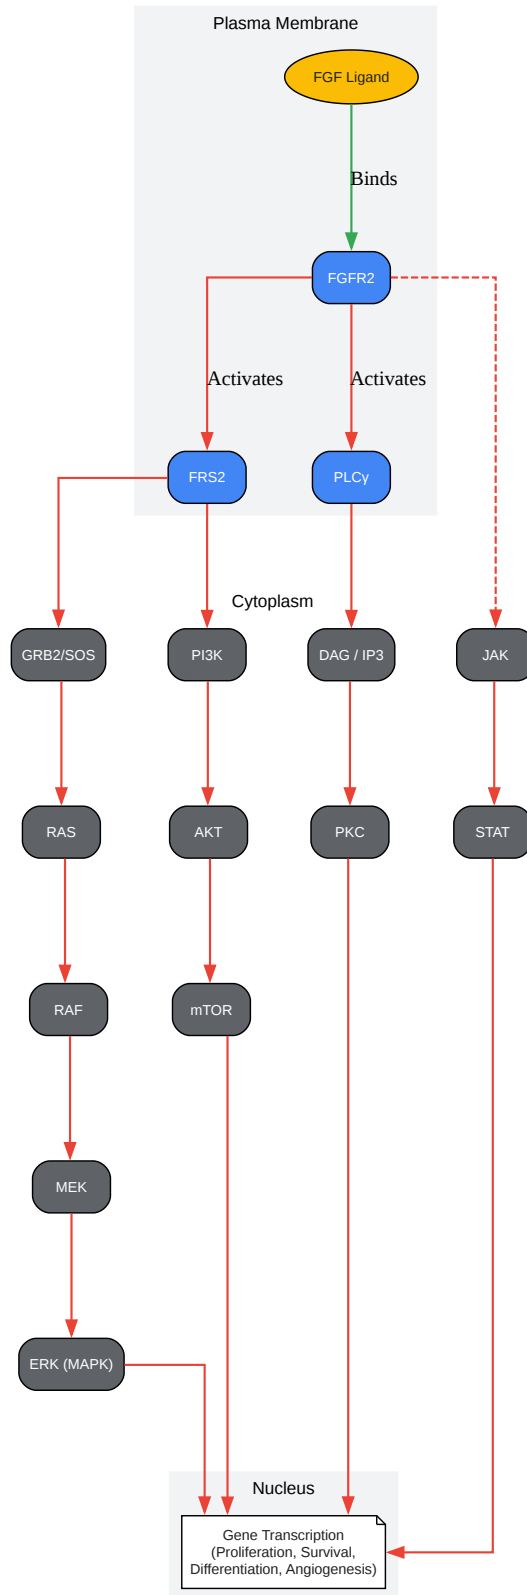 Plasma Membrane
FGF Ligand
Binds
FGFR2
Activates
Activates
FRS2
PLCγ
Cytoplasm
GRB2/SOS
PI3K
DAG / IP3
JAK
RAS
AKT
PKC
STAT
RAF
mTOR
MEK
ERK (MAPK)
Nucleus
Gene Transcription
(Proliferation, Survival,
Differentiation, Angiogenesis)